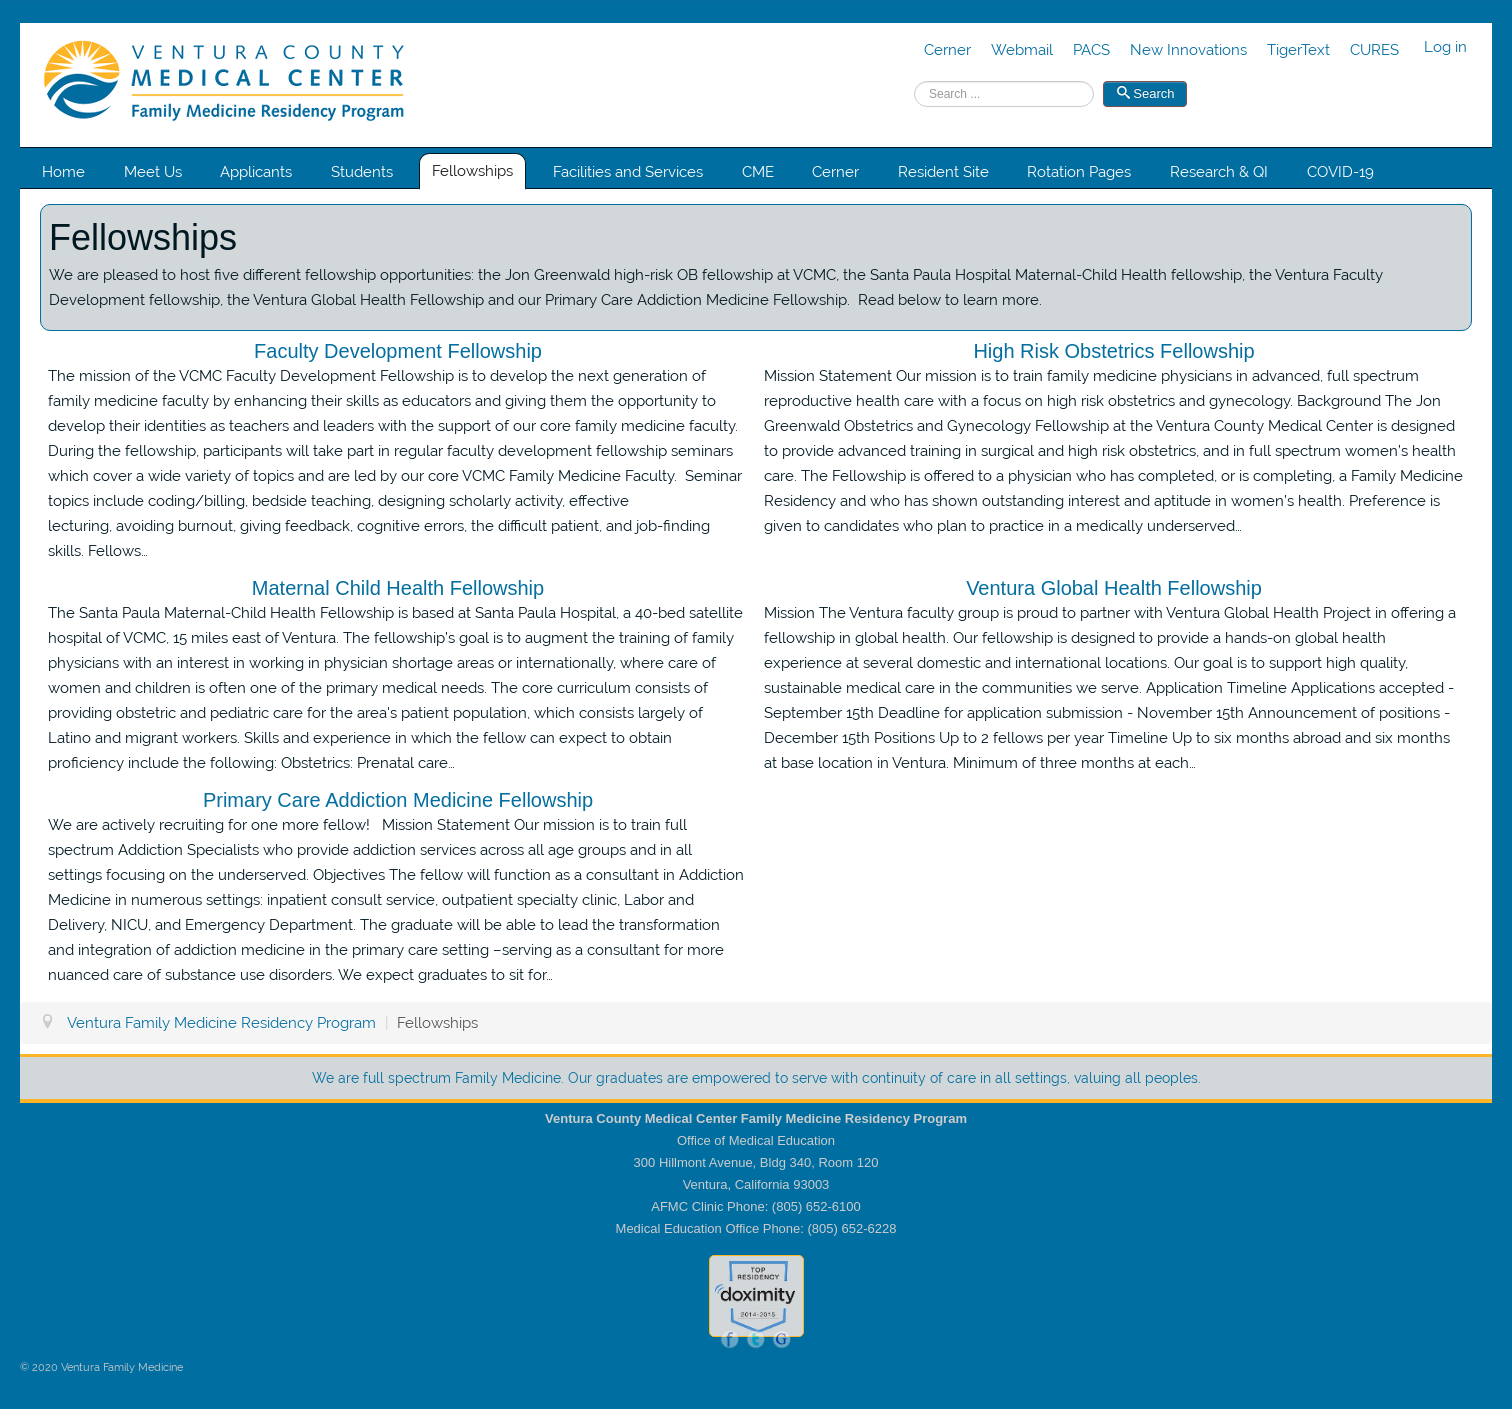 VENTURA COUNTY
MEDICAL CENTER
Family Medicine Residency Program
Cerner Webmail PACS New Innovations TigerText CURES Log in
Search ... Search
Home Meet Us Applicants Students Fellowships Facilities and Services CME Cerner Resident Site Rotation Pages Research & QI COVID-19
Fellowships
We are pleased to host five different fellowship opportunities: the Jon Greenwald high-risk OB fellowship at VCMC, the Santa Paula Hospital Maternal-Child Health fellowship, the Ventura Faculty
Development fellowship, the Ventura Global Health Fellowship and our Primary Care Addiction Medicine Fellowship.  Read below to learn more.
Faculty Development Fellowship
The mission of the VCMC Faculty Development Fellowship is to develop the next generation of
family medicine faculty by enhancing their skills as educators and giving them the opportunity to
develop their identities as teachers and leaders with the support of our core family medicine faculty.
During the fellowship, participants will take part in regular faculty development fellowship seminars
which cover a wide variety of topics and are led by our core VCMC Family Medicine Faculty.  Seminar
topics include coding/billing, bedside teaching, designing scholarly activity, effective
lecturing, avoiding burnout, giving feedback, cognitive errors, the difficult patient, and job-finding
skills. Fellows...
High Risk Obstetrics Fellowship
Mission Statement Our mission is to train family medicine physicians in advanced, full spectrum
reproductive health care with a focus on high risk obstetrics and gynecology. Background The Jon
Greenwald Obstetrics and Gynecology Fellowship at the Ventura County Medical Center is designed
to provide advanced training in surgical and high risk obstetrics, and in full spectrum women's health
care. The Fellowship is offered to a physician who has completed, or is completing, a Family Medicine
Residency and who has shown outstanding interest and aptitude in women's health. Preference is
given to candidates who plan to practice in a medically underserved...
Maternal Child Health Fellowship
The Santa Paula Maternal-Child Health Fellowship is based at Santa Paula Hospital, a 40-bed satellite
hospital of VCMC, 15 miles east of Ventura. The fellowship's goal is to augment the training of family
physicians with an interest in working in physician shortage areas or internationally, where care of
women and children is often one of the primary medical needs. The core curriculum consists of
providing obstetric and pediatric care for the area's patient population, which consists largely of
Latino and migrant workers. Skills and experience in which the fellow can expect to obtain
proficiency include the following: Obstetrics: Prenatal care...
Ventura Global Health Fellowship
Mission The Ventura faculty group is proud to partner with Ventura Global Health Project in offering a
fellowship in global health. Our fellowship is designed to provide a hands-on global health
experience at several domestic and international locations. Our goal is to support high quality,
sustainable medical care in the communities we serve. Application Timeline Applications accepted -
September 15th Deadline for application submission - November 15th Announcement of positions -
December 15th Positions Up to 2 fellows per year Timeline Up to six months abroad and six months
at base location in Ventura. Minimum of three months at each...
Primary Care Addiction Medicine Fellowship
We are actively recruiting for one more fellow!   Mission Statement Our mission is to train full
spectrum Addiction Specialists who provide addiction services across all age groups and in all
settings focusing on the underserved. Objectives The fellow will function as a consultant in Addiction
Medicine in numerous settings: inpatient consult service, outpatient specialty clinic, Labor and
Delivery, NICU, and Emergency Department. The graduate will be able to lead the transformation
and integration of addiction medicine in the primary care setting –serving as a consultant for more
nuanced care of substance use disorders. We expect graduates to sit for...
Ventura Family Medicine Residency Program | Fellowships
We are full spectrum Family Medicine. Our graduates are empowered to serve with continuity of care in all settings, valuing all peoples.
Ventura County Medical Center Family Medicine Residency Program
Office of Medical Education
300 Hillmont Avenue, Bldg 340, Room 120
Ventura, California 93003
AFMC Clinic Phone: (805) 652-6100
Medical Education Office Phone: (805) 652-6228
TOP
RESIDENCY
doximity
2014-2015
f t G
© 2020 Ventura Family Medicine